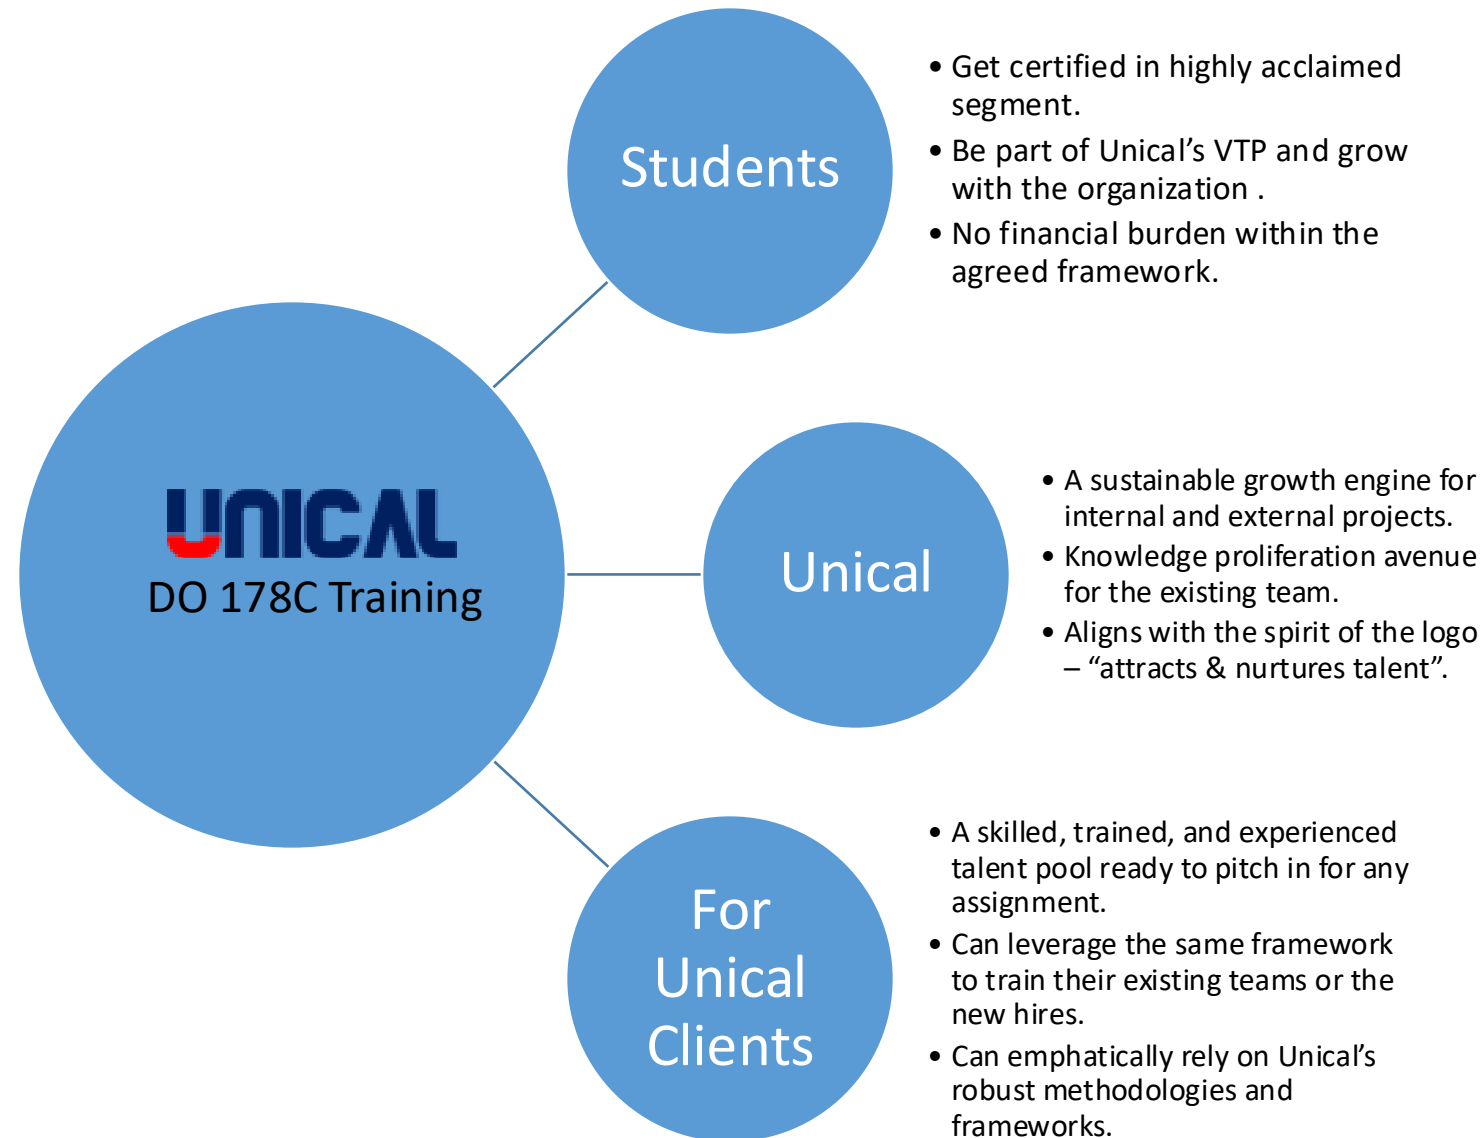 UNICAL
DO 178C Training
Students
• Get certified in highly acclaimed
segment.
• Be part of Unical’s VTP and grow
with the organization .
• No financial burden within the
agreed framework.
Unical
• A sustainable growth engine for
internal and external projects.
• Knowledge proliferation avenue
for the existing team.
• Aligns with the spirit of the logo
– “attracts & nurtures talent”.
For
Unical
Clients
• A skilled, trained, and experienced
talent pool ready to pitch in for any
assignment.
• Can leverage the same framework
to train their existing teams or the
new hires.
• Can emphatically rely on Unical’s
robust methodologies and
frameworks.